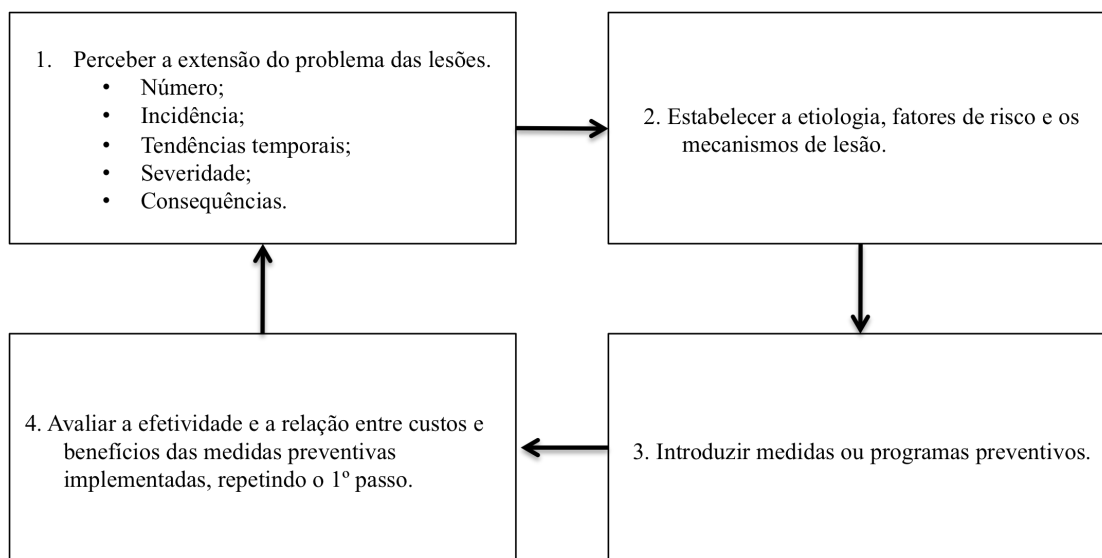 1. Perceber a extensão do problema das lesões.
• Número;
• Incidência;
• Tendências temporais;
• Severidade;
• Consequências.
2. Estabelecer a etiologia, fatores de risco e os
mecanismos de lesão.
4. Avaliar a efetividade e a relação entre custos e
benefícios das medidas preventivas
implementadas, repetindo o 1º passo.
3. Introduzir medidas ou programas preventivos.